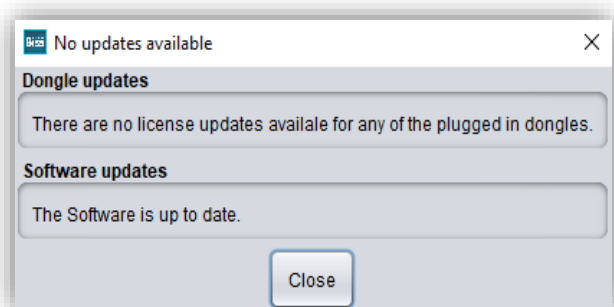 No updates available
Dongle updates
There are no license updates availale for any of the plugged in dongles.
Software updates
The Software is up to date.
Close